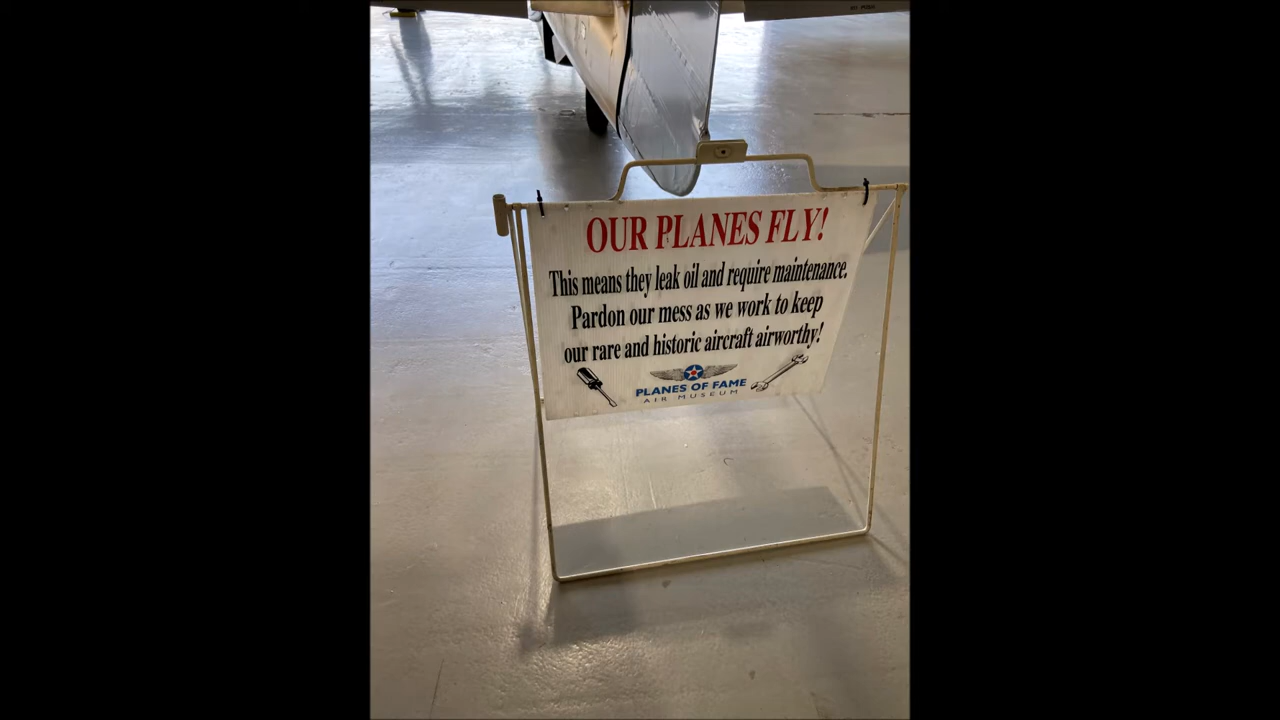 OUR PLANES FLY!
This means they leak oil and require maintenance.
Pardon our mess as we work to keep
our rare and historic aircraft airworthy!
PLANES OF FAME
AIR MUSEUM